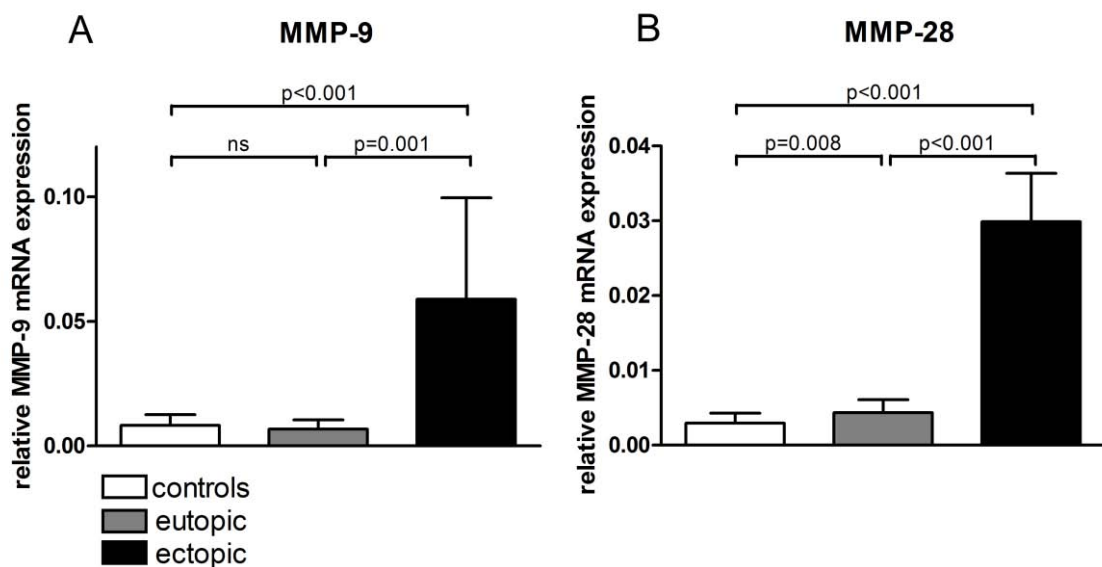 A
MMP-9
p<0.001
ns
p=0.001
relative MMP-9 mRNA expression
0.10
0.05
0.00
controls
eutopic
ectopic
B
MMP-28
p<0.001
p=0.008
p<0.001
relative MMP-28 mRNA expression
0.04
0.03
0.02
0.01
0.00